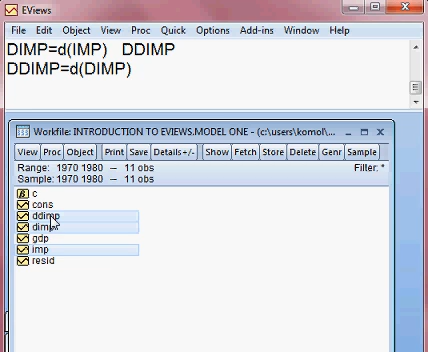 EViews
File Edit Object View Proc Quick Options Add-ins Window Help
DIMP=d(IMP) DDIMP
DDIMP=d(DIMP)
Workfile: INTRODUCTION TO EVIEWS.MODEL ONE - (c:\users\komol\...
View Proc Object Print Save Details+/- Show Fetch Store Delete Genr Sample
Range: 1970 1980 – 11 obs Filter: *
Sample: 1970 1980 – 11 obs
β c
cons
ddimp
dimp
gdp
imp
resid